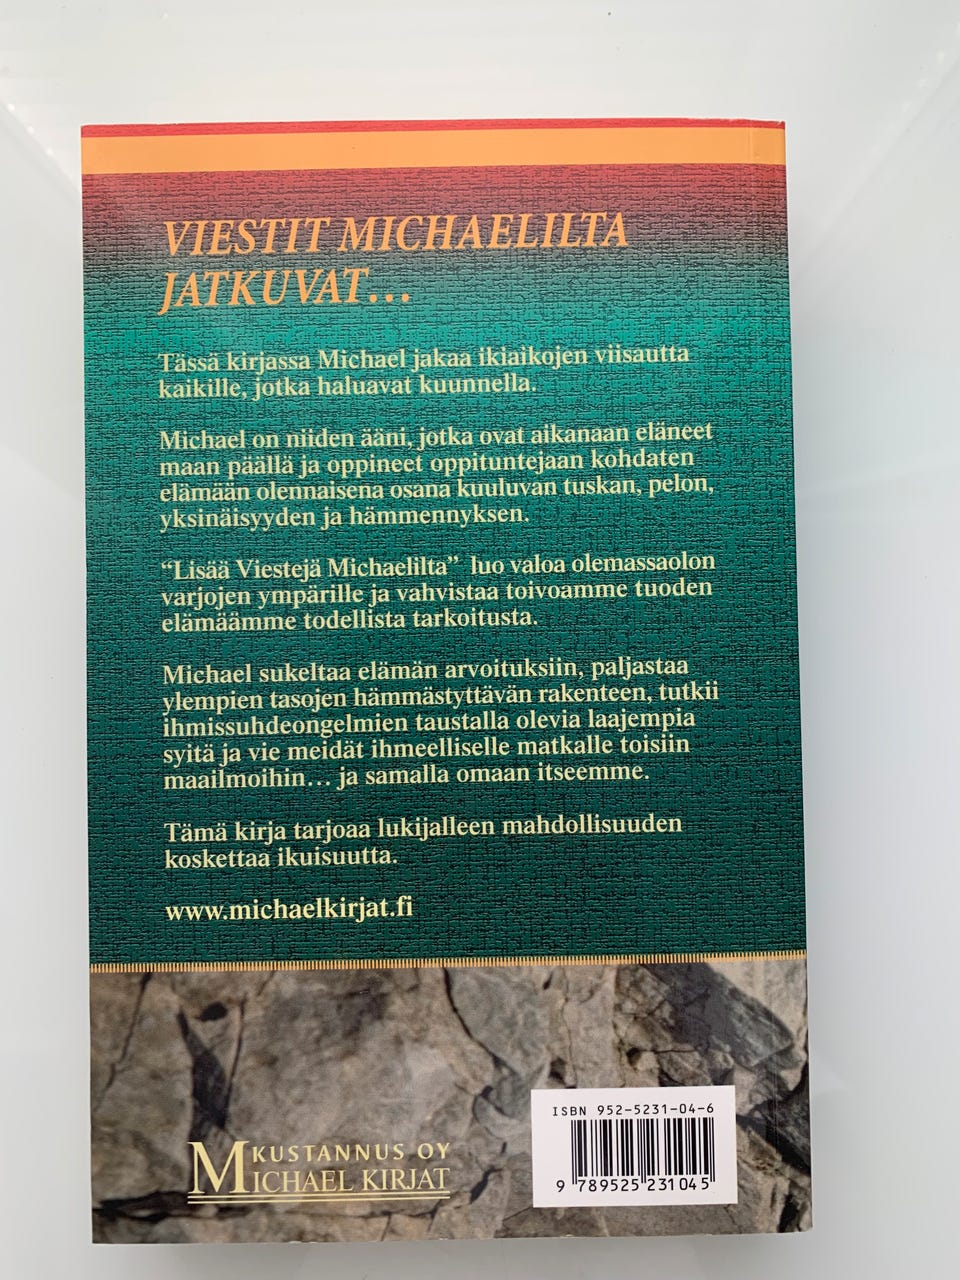 VIESTIT MICHAELILTA
JATKUVAT...
Tässä kirjassa Michael jakaa ikiaikojen viisautta
kaikille, jotka haluavat kuunnella.
Michael on niiden ääni, jotka ovat aikanaan eläneet
maan päällä ja oppineet oppituntejaan kohdaten
elämään olennaisena osana kuuluvan tuskan, pelon,
yksinäisyyden ja hämmennyksen.
“Lisää Viestejä Michaelilta” luo valoa olemassaolon
varjojen ympärille ja vahvistaa toivoamme tuoden
elämäämme todellista tarkoitusta.
Michael sukeltaa elämän arvoituksiin, paljastaa
ylempien tasojen hämmästyttävän rakenteen, tutkii
ihmissuhdeongelmien taustalla olevia laajempia
syitä ja vie meidät ihmeelliselle matkalle toisiin
maailmoihin... ja samalla omaan itseemme.
Tämä kirja tarjoaa lukijalleen mahdollisuuden
koskettaa ikuisuutta.
www.michaelkirjat.fi
KUSTANNUS OY
MICHAEL KIRJAT
ISBN 952-5231-04-6
9 789525 231045